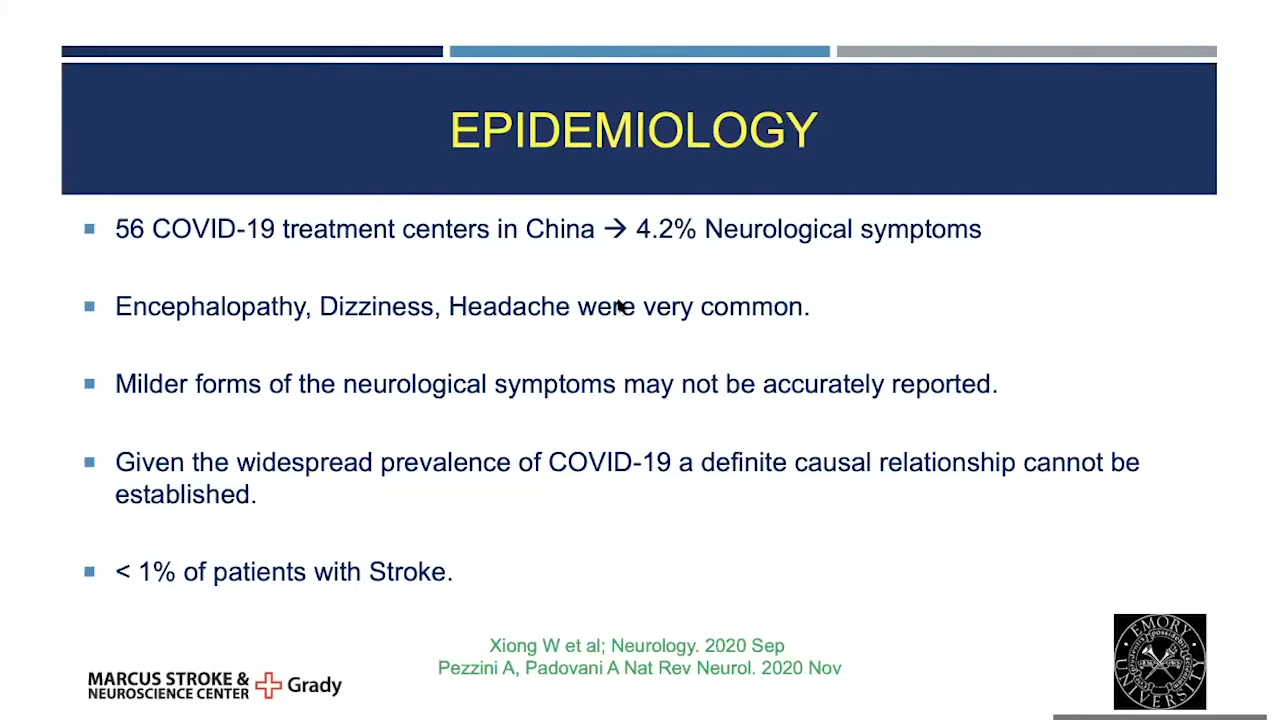 EPIDEMIOLOGY
56 COVID-19 treatment centers in China → 4.2% Neurological symptoms
Encephalopathy, Dizziness, Headache were very common.
Milder forms of the neurological symptoms may not be accurately reported.
Given the widespread prevalence of COVID-19 a definite causal relationship cannot be
established.
< 1% of patients with Stroke.
Xiong W et al; Neurology. 2020 Sep
Pezzini A, Padovani A Nat Rev Neurol. 2020 Nov
MARCUS STROKE &
NEUROSCIENCE CENTER
Grady
EMORY
UNIVERSITY